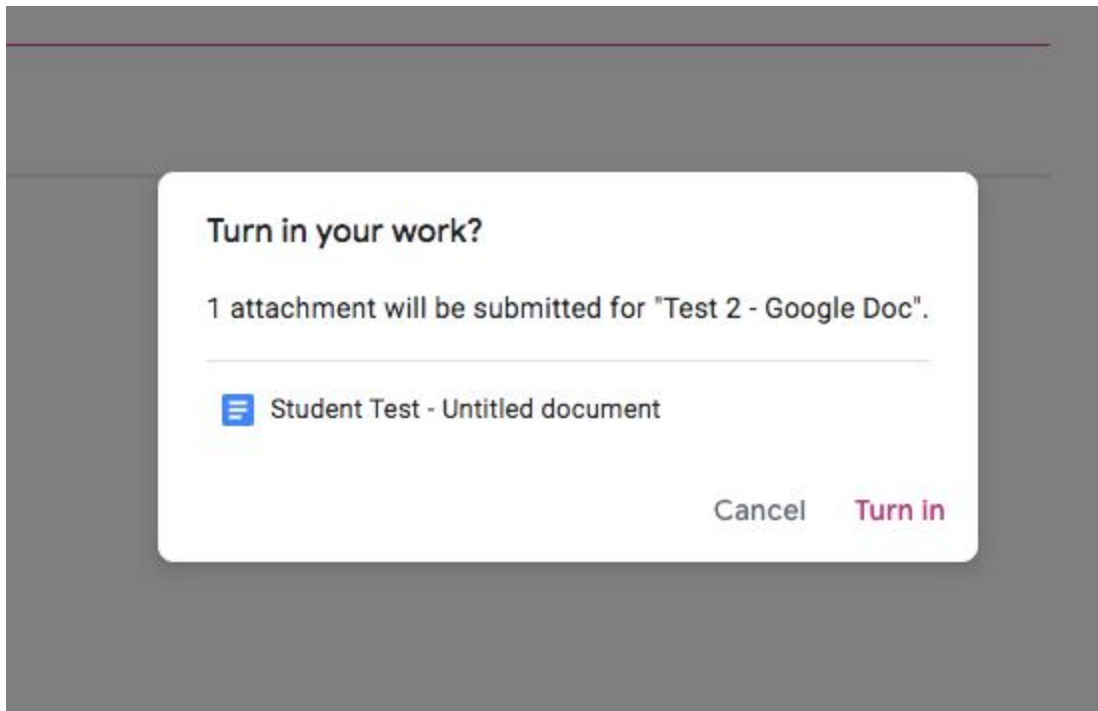 Turn in your work?
1 attachment will be submitted for "Test 2 - Google Doc".
Student Test - Untitled document
Cancel Turn in